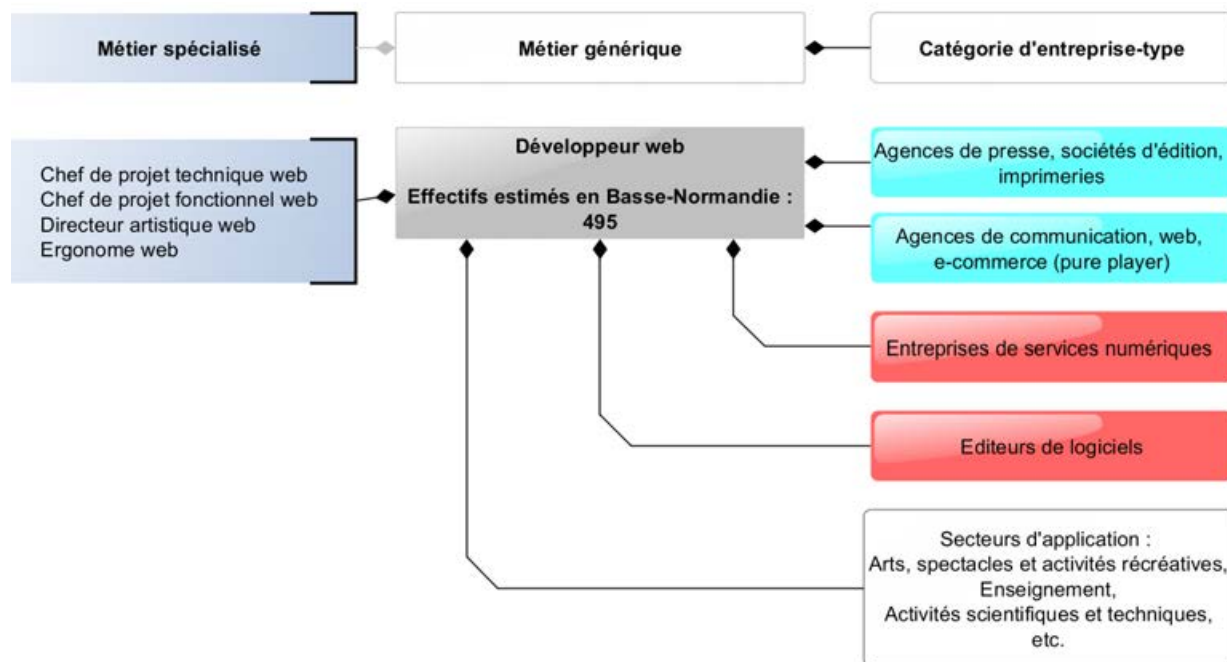 Métier spécialisé
Métier générique
Catégorie d'entreprise-type
Chef de projet technique web
Chef de projet fonctionnel web
Directeur artistique web
Ergonome web
Développeur web
Effectifs estimés en Basse-Normandie :
495
Agences de presse, sociétés d'édition,
imprimeries
Agences de communication, web,
e-commerce (pure player)
Entreprises de services numériques
Editeurs de logiciels
Secteurs d'application :
Arts, spectacles et activités récréatives,
Enseignement,
Activités scientifiques et techniques,
etc.